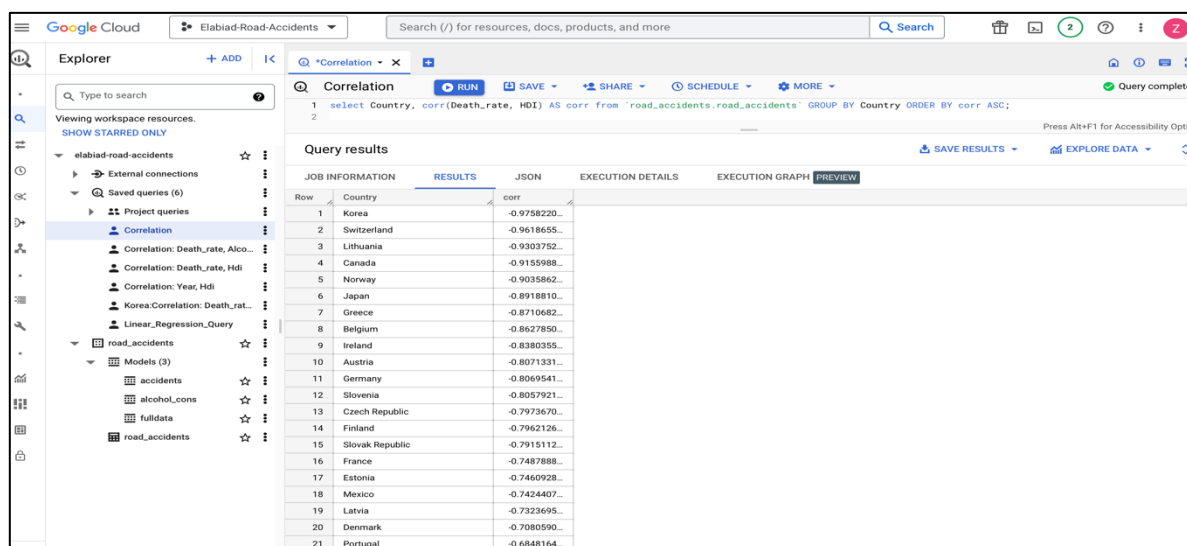 Google Cloud
Elabiad-Road-Accidents
Search (/) for resources, docs, products, and more
Search
2
Z
Explorer
+ ADD
*Correlation
Type to search
Viewing workspace resources.
SHOW STARRED ONLY
elabiad-road-accidents
External connections
Saved queries (6)
Project queries
Correlation
Correlation: Death_rate, Alco...
Correlation: Death_rate, Hdi
Correlation: Year, Hdi
Korea:Correlation: Death_rat...
Linear_Regression_Query
road_accidents
Models (3)
accidents
alcohol_cons
fulldata
road_accidents
Correlation
RUN
SAVE
SHARE
SCHEDULE
MORE
Query complete
1 select Country, corr(Death_rate, HDI) AS corr from `road_accidents.road_accidents` GROUP BY Country ORDER BY corr ASC;
2
Press Alt+F1 for Accessibility Opti
Query results
SAVE RESULTS
EXPLORE DATA
JOB INFORMATION RESULTS JSON EXECUTION DETAILS EXECUTION GRAPH PREVIEW
Row Country corr
1 Korea -0.9758220...
2 Switzerland -0.9618655...
3 Lithuania -0.9303752...
4 Canada -0.9155988...
5 Norway -0.9035862...
6 Japan -0.8918810...
7 Greece -0.8710682...
8 Belgium -0.8627850...
9 Ireland -0.8380355...
10 Austria -0.8071331...
11 Germany -0.8069541...
12 Slovenia -0.8057921...
13 Czech Republic -0.7973670...
14 Finland -0.7962126...
15 Slovak Republic -0.7915112...
16 France -0.7487888...
17 Estonia -0.7460928...
18 Mexico -0.7424407...
19 Latvia -0.7323695...
20 Denmark -0.7080590...
21 Portugal -0.6848164...